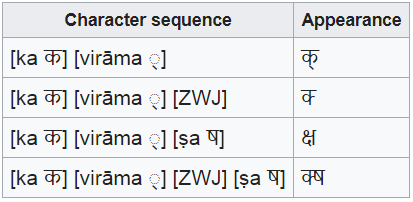 Character sequence Appearance
[ka क] [virāma ्] क्
[ka क] [virāma ्] [ZWJ] क्‍
[ka क] [virāma ्] [ṣa ष] क्ष
[ka क] [virāma ्] [ZWJ] [ṣa ष] क्‍ष